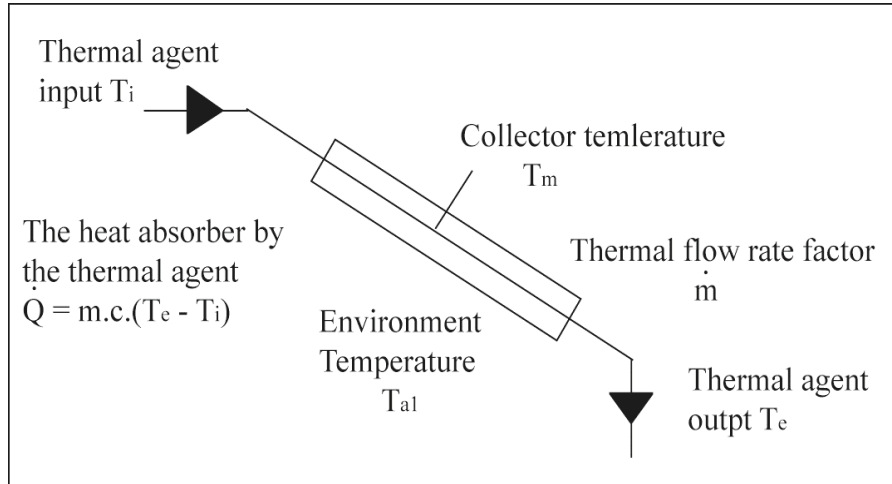 Thermal agent
input Ti
Collector temlerature
Tm
The heat absorber by
the thermal agent
Q̇ = m.c.(Te - Ti)
Thermal flow rate factor
ṁ
Environment
Temperature
Ta1
Thermal agent
outpt Te